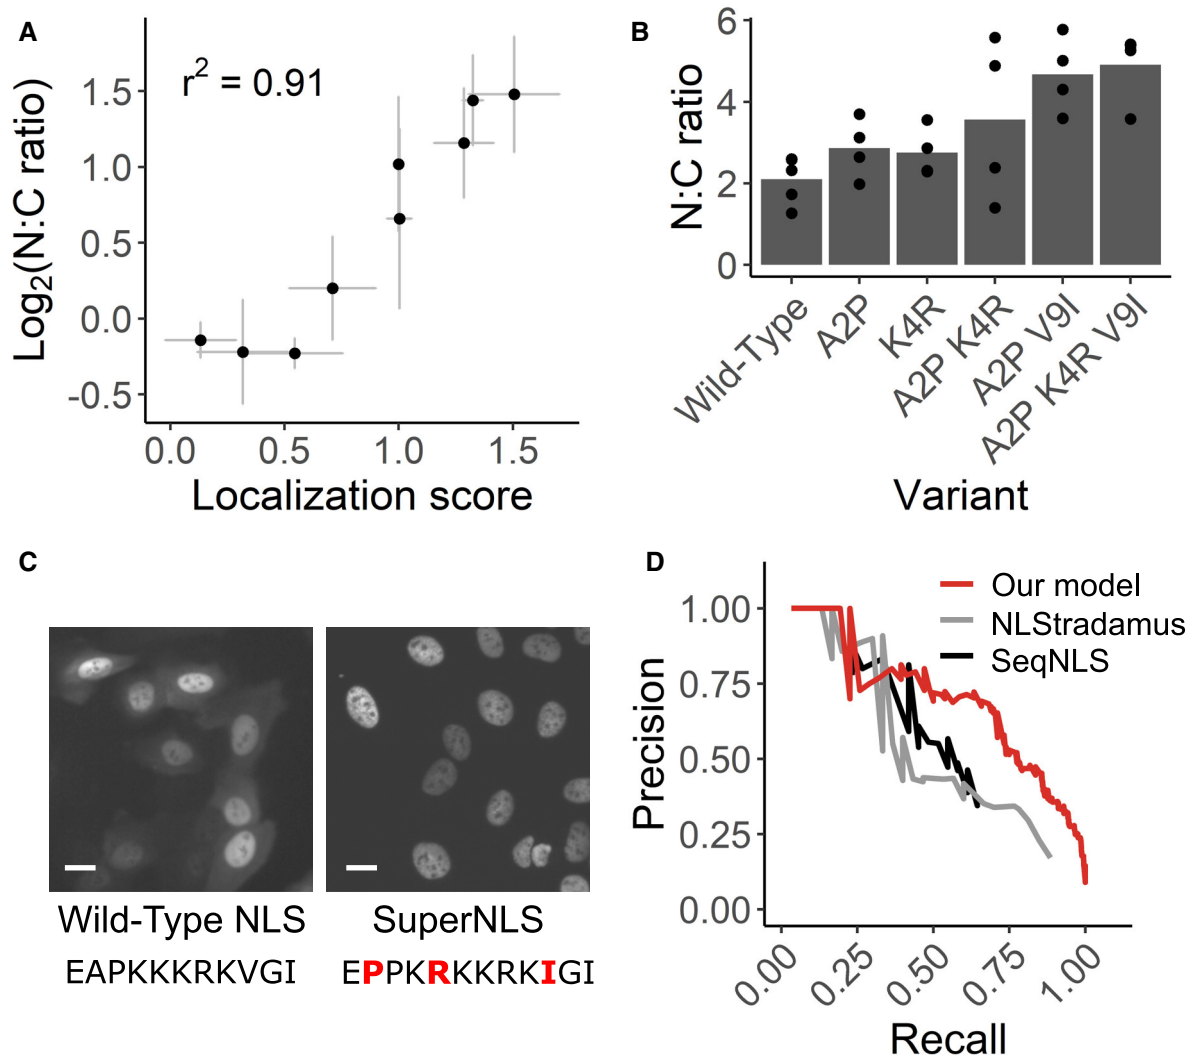 A
r2 = 0.91
Log2(N:C ratio)
1.5
1.0
0.5
0.0
-0.5
0.0 0.5 1.0 1.5
Localization score
B
N:C ratio
6
4
2
0
Wild-Type
A2P
K4R
A2P K4R
A2P V9I
A2P K4R V9I
Variant
C
Wild-Type NLS
EAPKKKRKVGI
SuperNLS
EPPKRKKRKIGI
D
Our model
NLStradamus
SeqNLS
Precision
1.00
0.75
0.50
0.25
0.00
0.00 0.25 0.50 0.75 1.00
Recall